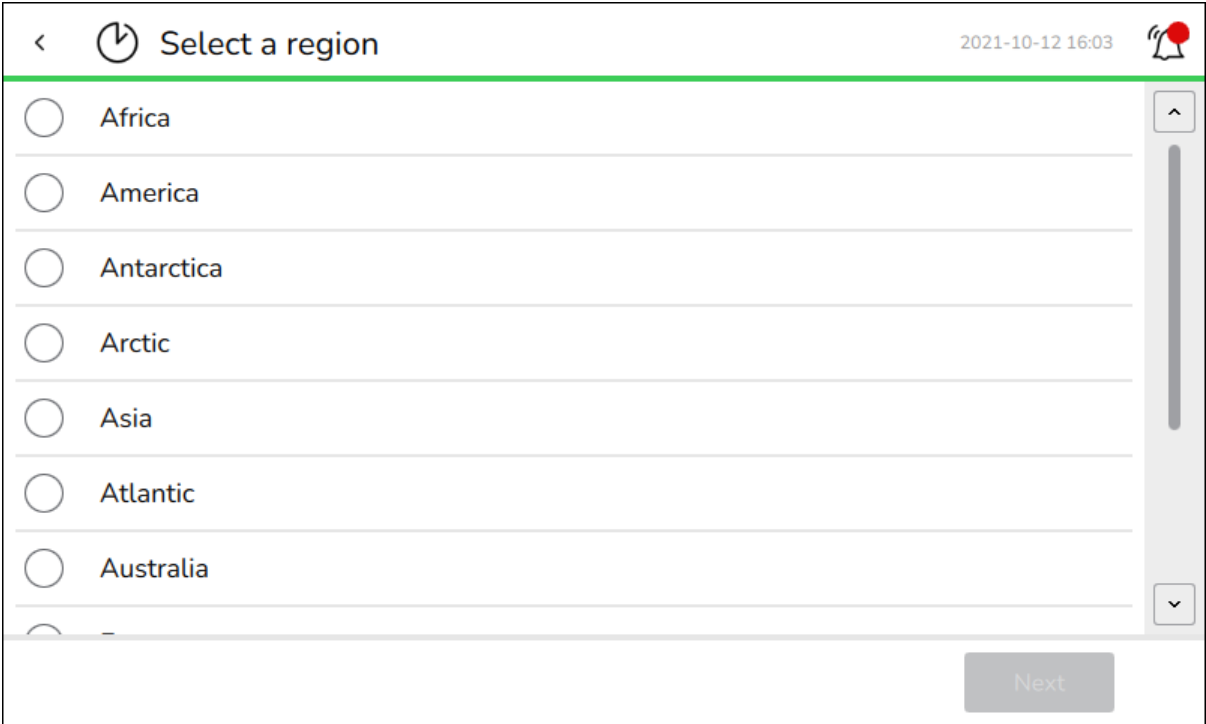 Select a region
2021-10-12 16:03
Africa
America
Antarctica
Arctic
Asia
Atlantic
Australia
Next